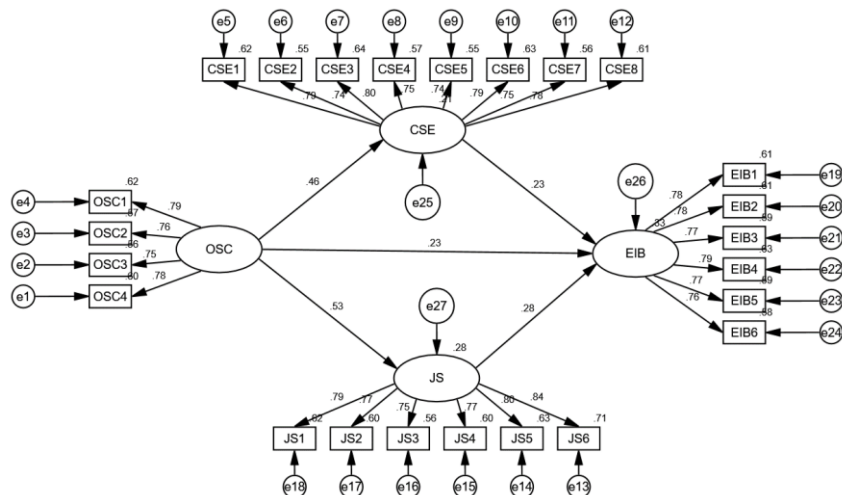 e5 e6 e7 e8 e9 e10 e11 e12
.62 .55 .64 .57 .55 .63 .56 .61
CSE1 CSE2 CSE3 CSE4 CSE5 CSE6 CSE7 CSE8
.79 .74 .80 .75 .74 .79 .75 .78
.21
CSE
e25
.46 .23
e26
.61
EIB1 e19
.78
.61
EIB2 e20
.78
EIB3 e21
.77
EIB4 e22
.79
EIB5 e23
.77
EIB6 e24
.76
.33
EIB
.62
e4 OSC1 .79
e3 OSC2 .76
e2 OSC3 .75
e1 OSC4 .78
OSC
.23
.53 .28
e27
.28
JS
.79 .77 .75 .77 .80 .84
.62 .60 .56 .60 .63 .71
JS1 JS2 JS3 JS4 JS5 JS6
e18 e17 e16 e15 e14 e13